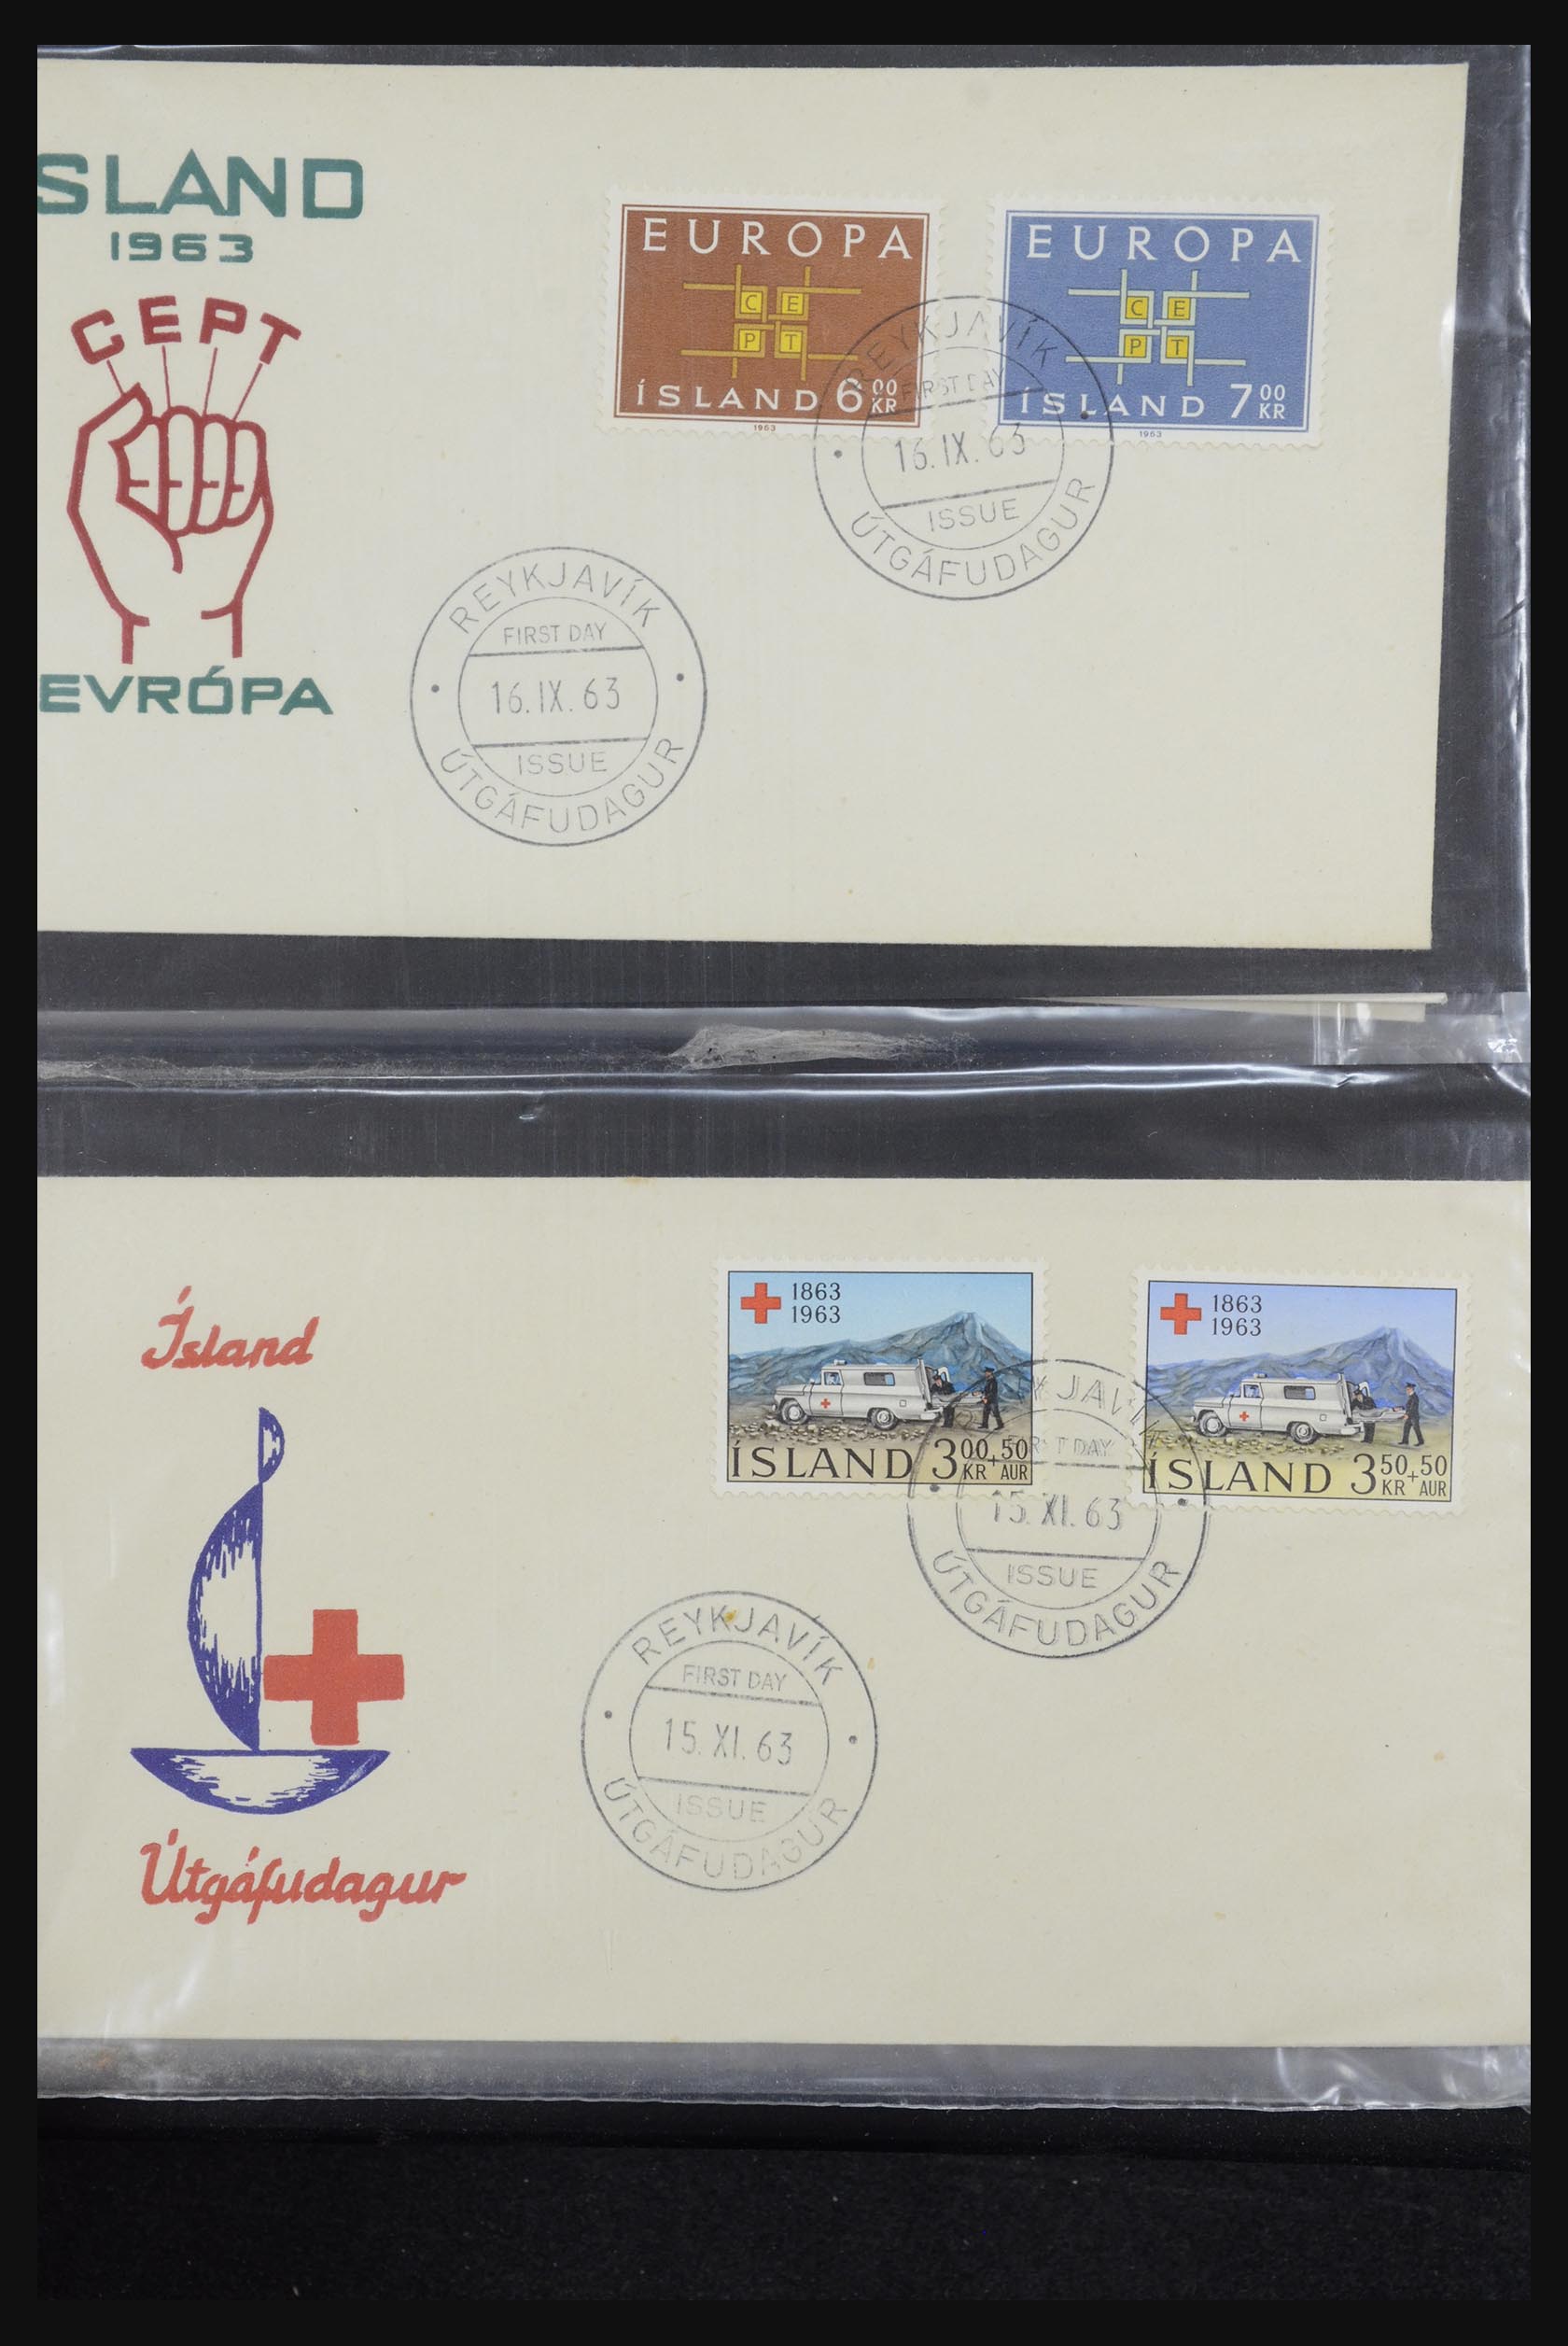 SLAND
1963
CEPT
EVRÓPA
EUROPA
C E
P T
ÍSLAND 6 00 KR
1963
EUROPA
C E
P T
ÍSLAND 7 00 KR
1963
REYKJAVÍK
FIRST DAY
16. IX. 63
ISSUE
ÚTGÁFUDAGUR
REYKJAVÍK
FIRST DAY
16. IX. 63
ISSUE
ÚTGÁFUDAGUR
Ísland
Útgáfudagur
1863
1963
ÍSLAND 3 00 KR + 50 AUR
1863
1963
ÍSLAND 3 50 KR + 50 AUR
YKJAVÍK
FIRST DAY
15. XI. 63
ISSUE
ÚTGÁFUDAGUR
REYKJAVÍK
FIRST DAY
15. XI. 63
ISSUE
ÚTGÁFUDAGUR